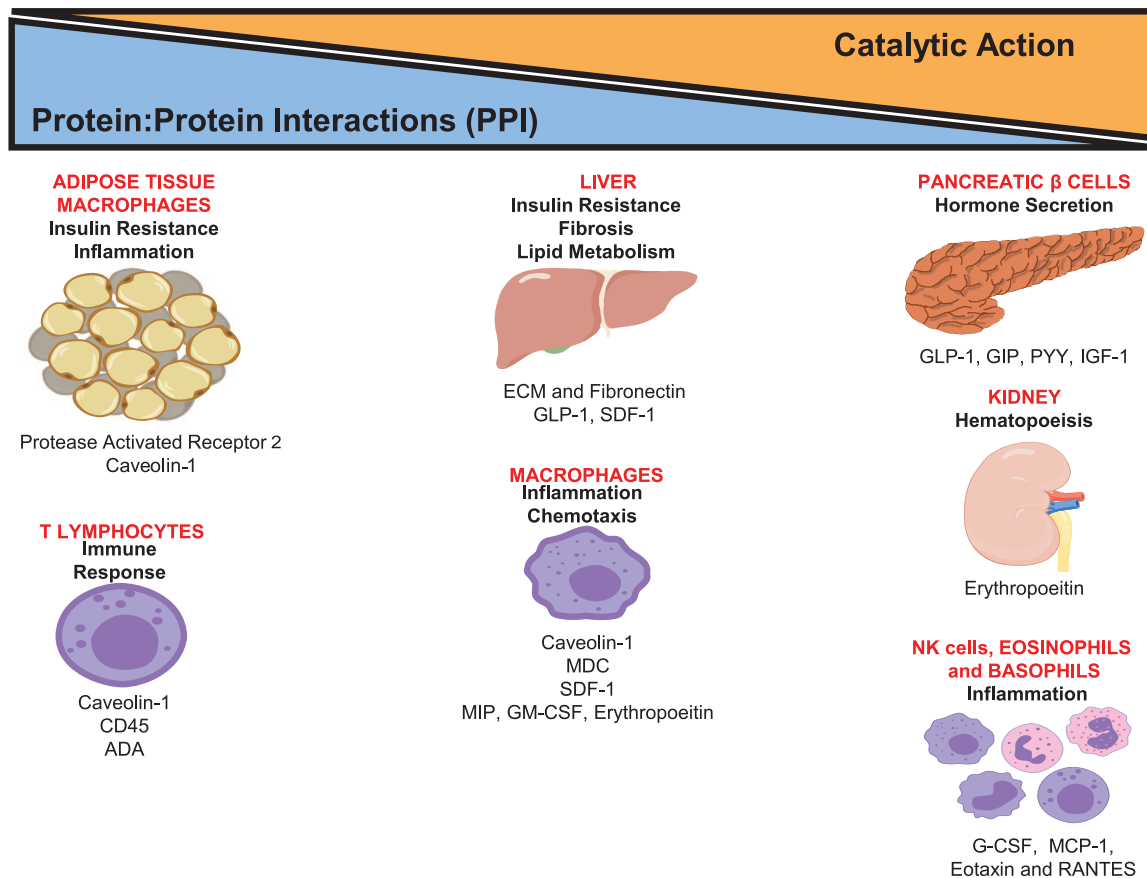 Catalytic Action
Protein:Protein Interactions (PPI)
ADIPOSE TISSUE
MACROPHAGES
Insulin Resistance
Inflammation
Protease Activated Receptor 2
Caveolin-1
T LYMPHOCYTES
Immune
Response
Caveolin-1
CD45
ADA
LIVER
Insulin Resistance
Fibrosis
Lipid Metabolism
ECM and Fibronectin
GLP-1, SDF-1
MACROPHAGES
Inflammation
Chemotaxis
Caveolin-1
MDC
SDF-1
MIP, GM-CSF, Erythropoeitin
PANCREATIC β CELLS
Hormone Secretion
GLP-1, GIP, PYY, IGF-1
KIDNEY
Hematopoeisis
Erythropoeitin
NK cells, EOSINOPHILS
and BASOPHILS
Inflammation
G-CSF, MCP-1,
Eotaxin and RANTES